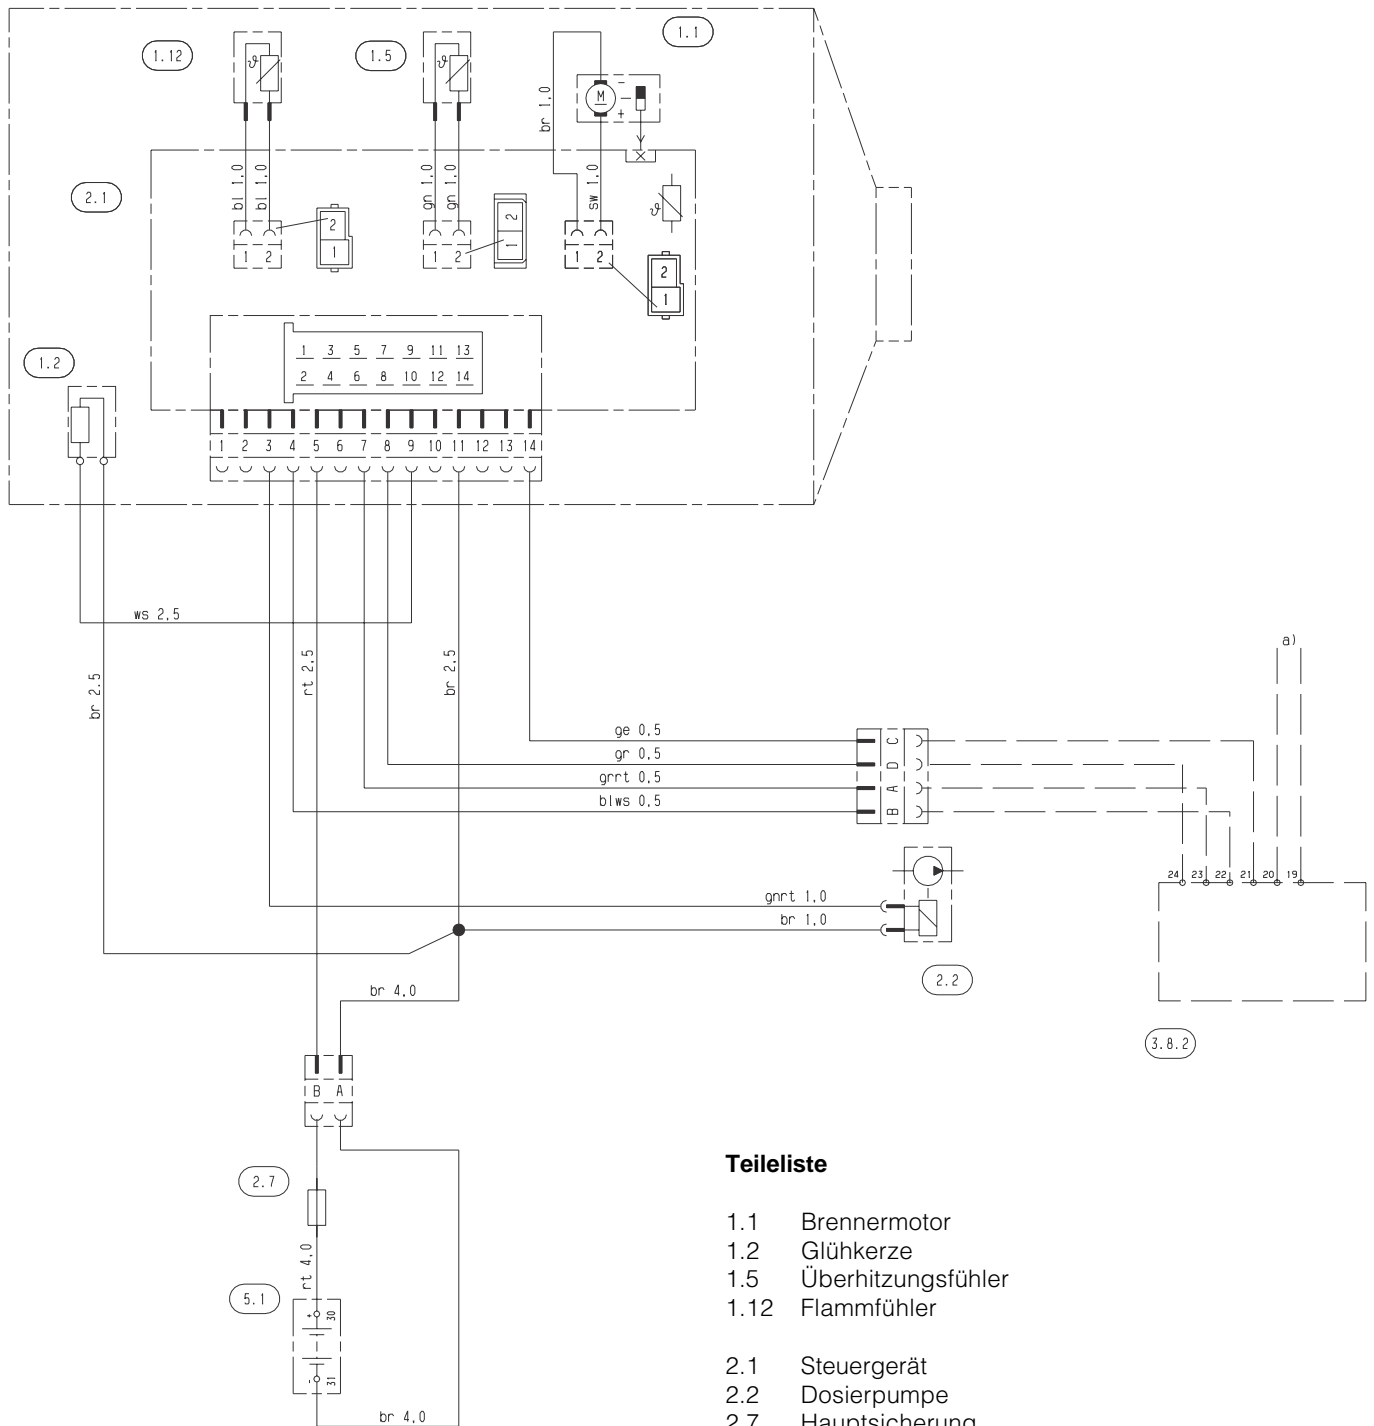 1.1
1.12
1.5
ϑ
ϑ
M
-
+
br 1,0
bl 1,0
bl 1,0
gn 1,0
gn 1,0
sw 1,0
2.1
ϑ
2
1
2
1
1 2
1 2
1 2
2
1
1.2
1 3 5 7 9 11 13
2 4 6 8 10 12 14
1 2 3 4 5 6 7 8 9 10 11 12 13 14
ws 2,5
br 2,5
rt 2,5
br 2,5
a)
ge 0,5
gr 0,5
grrt 0,5
blws 0,5
C
D
A
B
24 23 22 21 20 19
gnrt 1,0
br 1,0
2.2
br 4,0
3.8.2
B A
2.7
rt 4,0
5.1
+ 30
- 31
br 4,0
Teileliste
1.1 Brennermotor
1.2 Glühkerze
1.5 Überhitzungsfühler
1.12 Flammfühler
2.1 Steuergerät
2.2 Dosierpumpe
2.7 Hauptsicherung